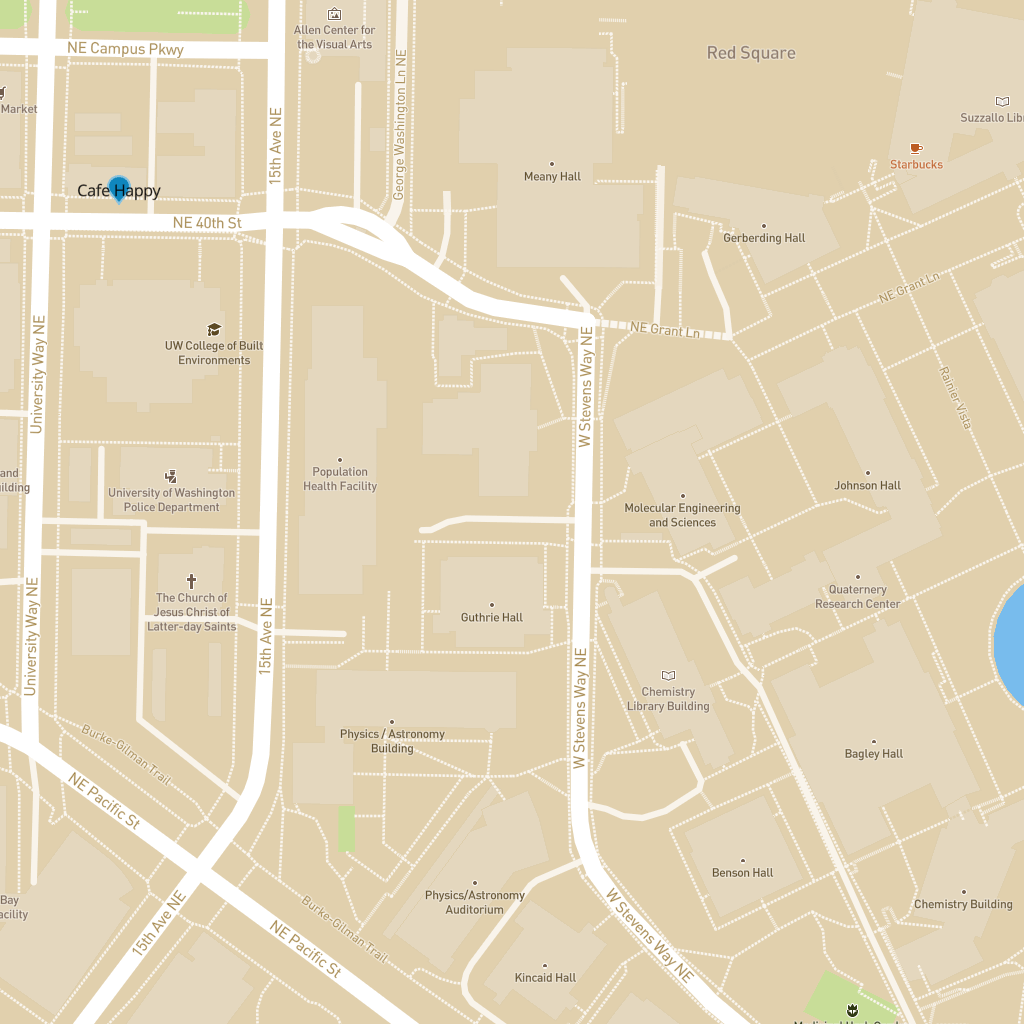 Allen Center for
the Visual Arts
NE Campus Pkwy
Red Square
George Washington Ln NE
Market
15th Ave NE
Suzzallo Libr
Starbucks
Meany Hall
Cafe Happy
NE 40th St
Gerberding Hall
NE Grant Ln
NE Grant Ln
University Way NE
UW College of Built
Environments
W Stevens Way NE
Rainier Vista
Population
Health Facility
and
uilding
University of Washington
Police Department
Johnson Hall
Molecular Engineering
and Sciences
Quaternery
Research Center
The Church of
Jesus Christ of
Latter-day Saints
Guthrie Hall
University Way NE
15th Ave NE
Chemistry
Library Building
W Stevens Way NE
Physics / Astronomy
Building
Burke-Gilman Trail
Bagley Hall
NE Pacific St
Benson Hall
Bay
acility
Physics/Astronomy
Auditorium
Chemistry Building
15th Ave NE
Burke-Gilman Trail
NE Pacific St
W Stevens Way NE
Kincaid Hall